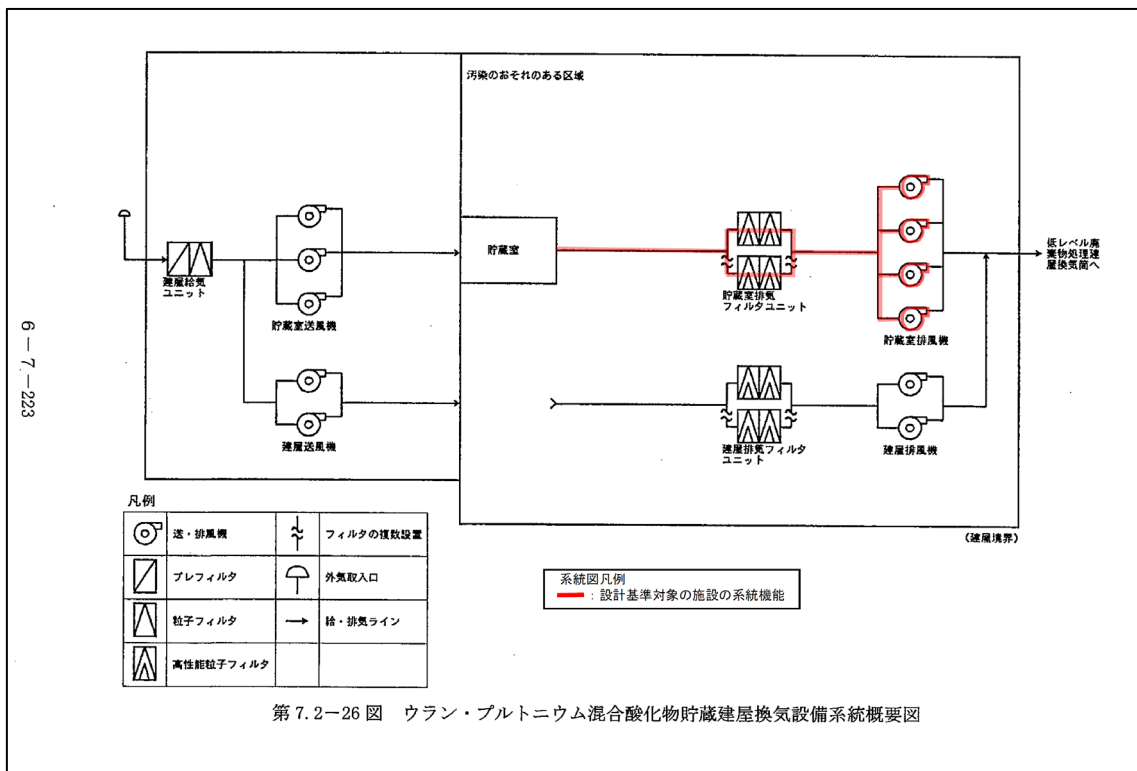 汚染のおそれのある区域
貯蔵室
建屋給気
ユニット
貯蔵室送風機
建屋送風機
貯蔵室排気
フィルタユニット
貯蔵室排風機
低レベル廃
棄物処理建
屋換気筒へ
建屋排気フィルタ
ユニット
建屋排風機
(建屋境界)
6-7-223
凡例
送・排風機
フィルタの複数設置
プレフィルタ
外気取入口
粒子フィルタ
給・排気ライン
高性能粒子フィルタ
系統図凡例
:設計基準対象の施設の系統機能
第7.2-26図 ウラン・プルトニウム混合酸化物貯蔵建屋換気設備系統概要図